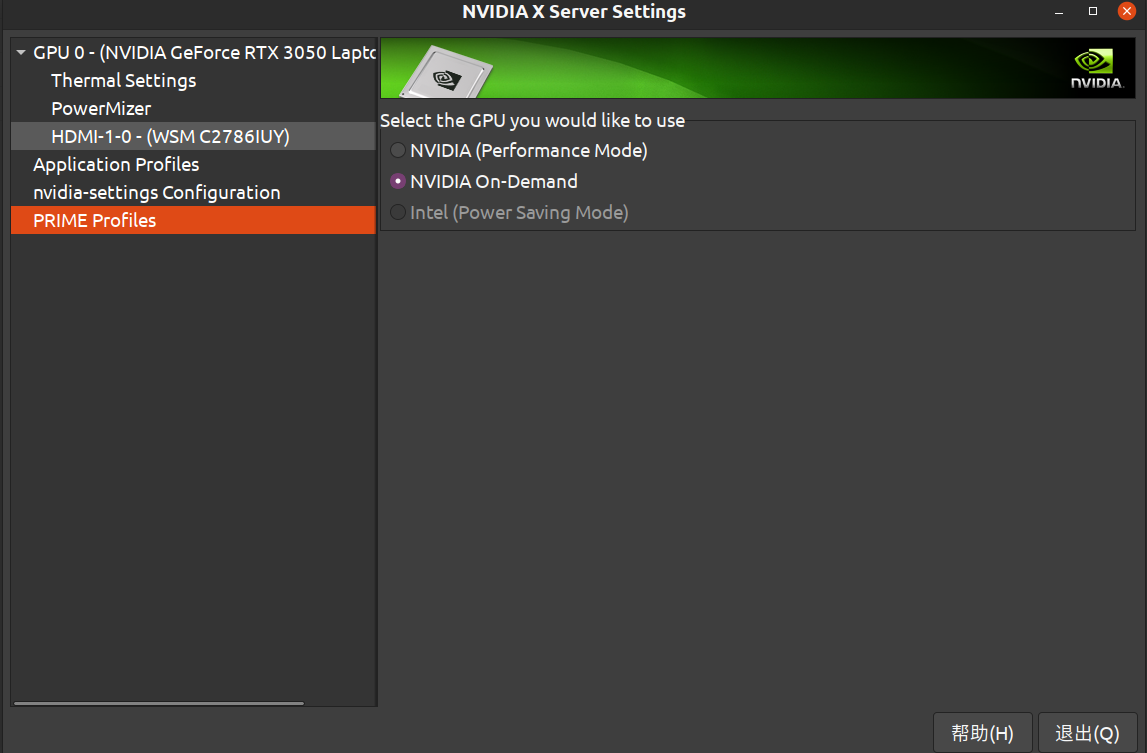 NVIDIA X Server Settings
GPU 0 - (NVIDIA GeForce RTX 3050 Lapto
Thermal Settings
PowerMizer
HDMI-1-0 - (WSM C2786IUY)
Application Profiles
nvidia-settings Configuration
PRIME Profiles
NVIDIA.
Select the GPU you would like to use
NVIDIA (Performance Mode)
NVIDIA On-Demand
Intel (Power Saving Mode)
帮助(H)
退出(Q)